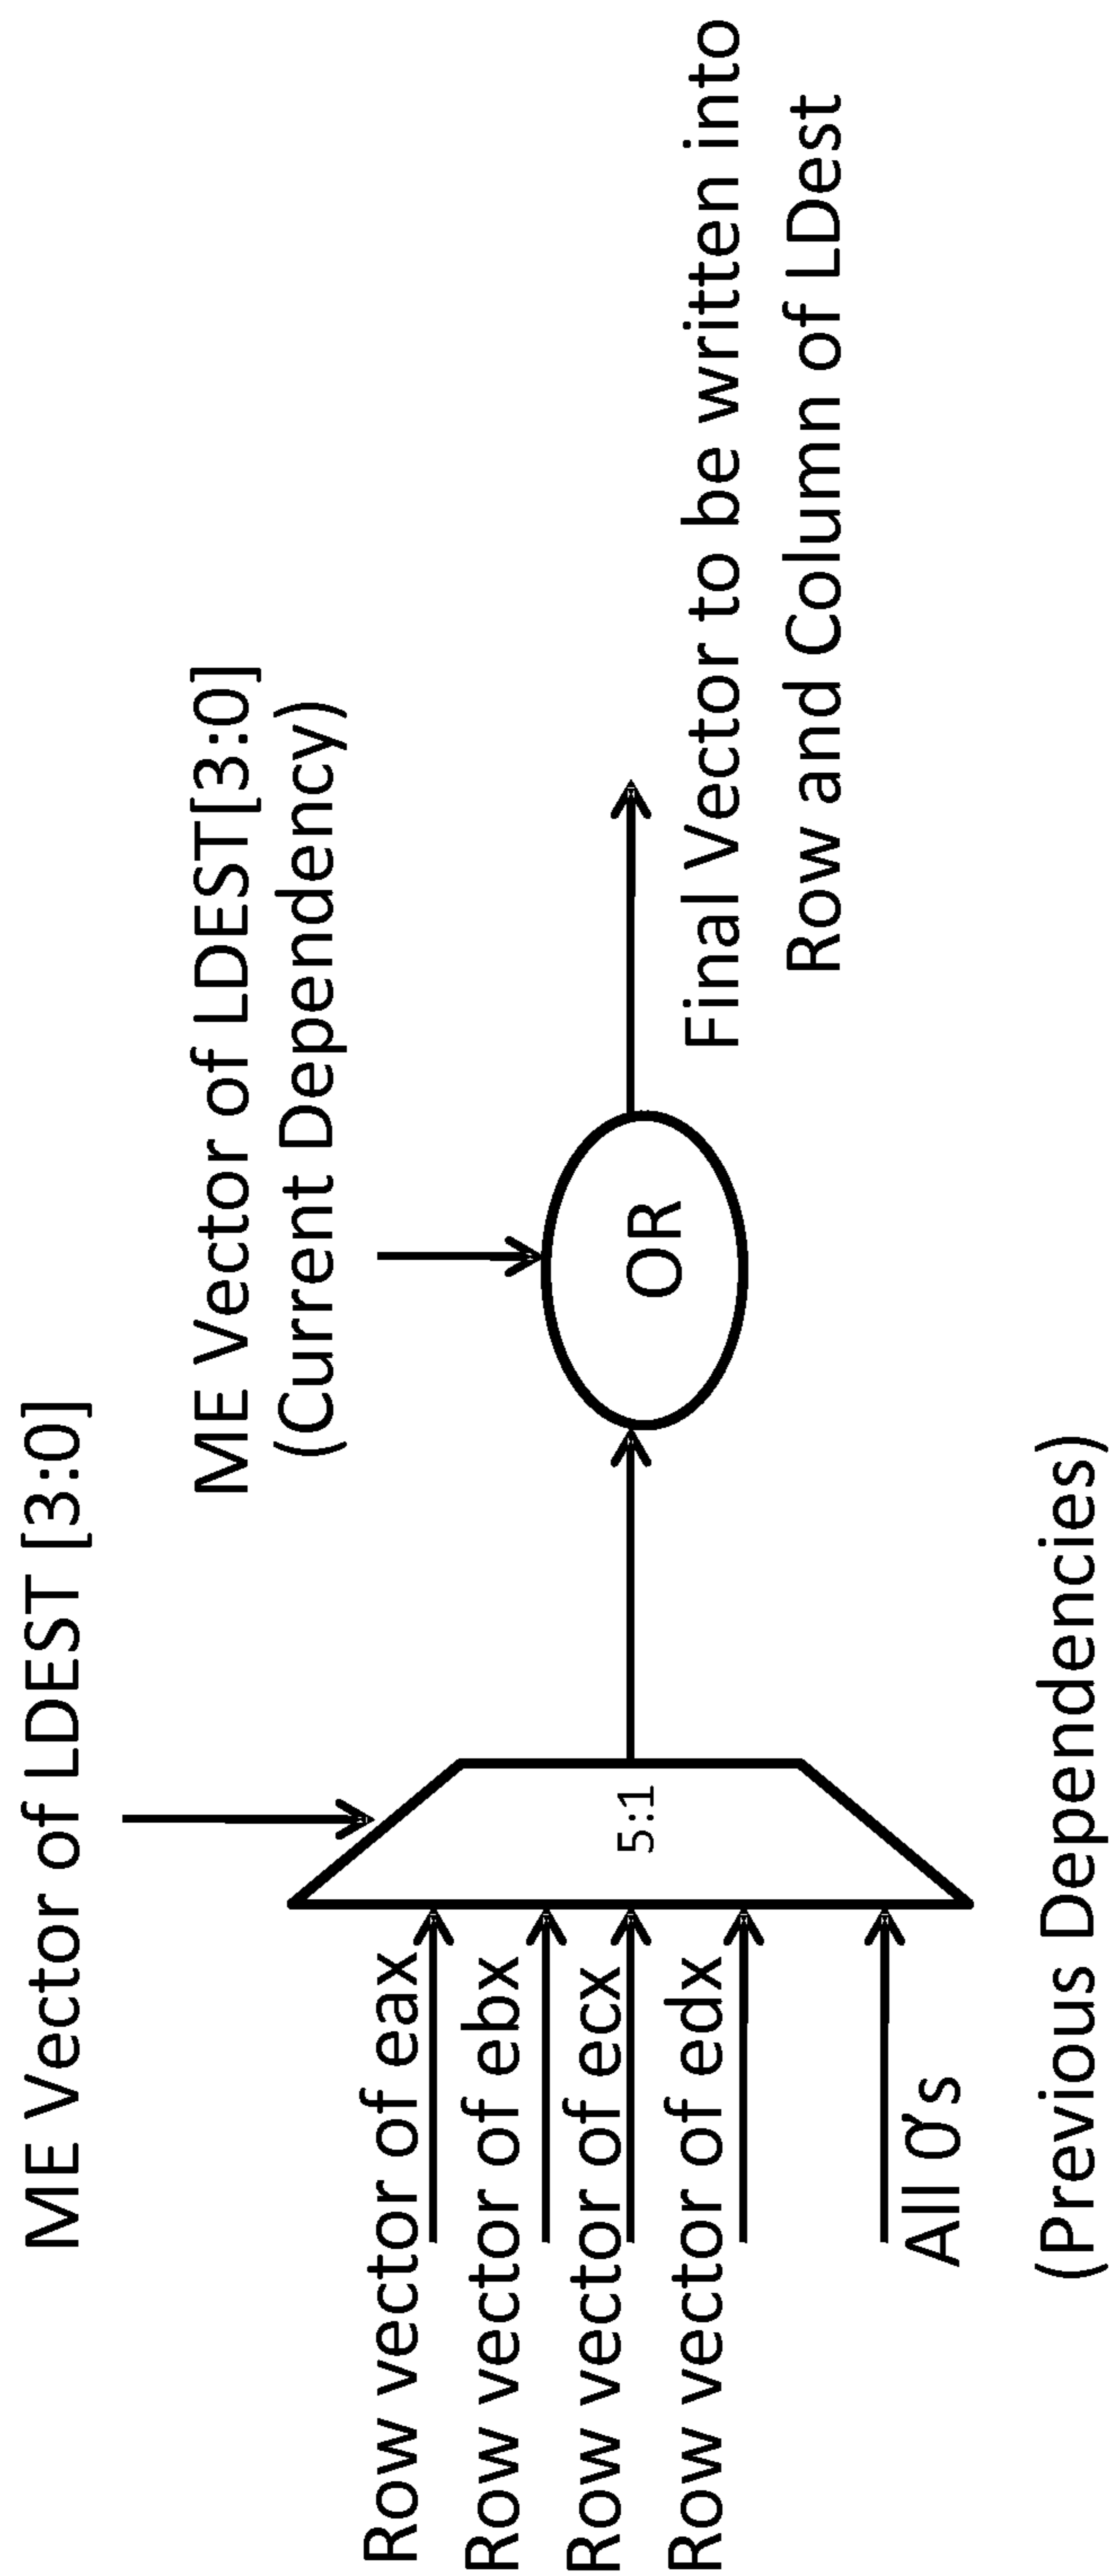 ME Vector of LDEST [3:0]
ME Vector of LDEST[3:0]
(Current Dependency)
Row vector of eax
Row vector of ebx
Row vector of ecx
Row vector of edx
All 0's
(Previous Dependencies)
5:1
OR
Final Vector to be written into
Row and Column of LDest